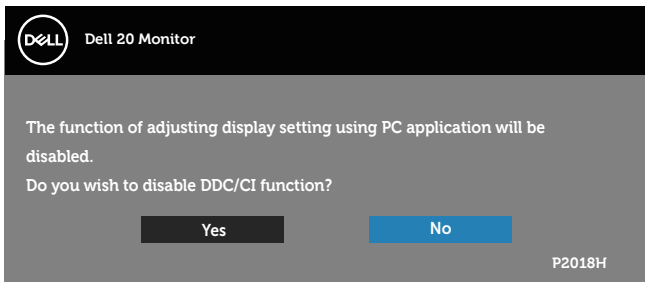 DELL
Dell 20 Monitor
The function of adjusting display setting using PC application will be
disabled.
Do you wish to disable DDC/CI function?
Yes No
P2018H